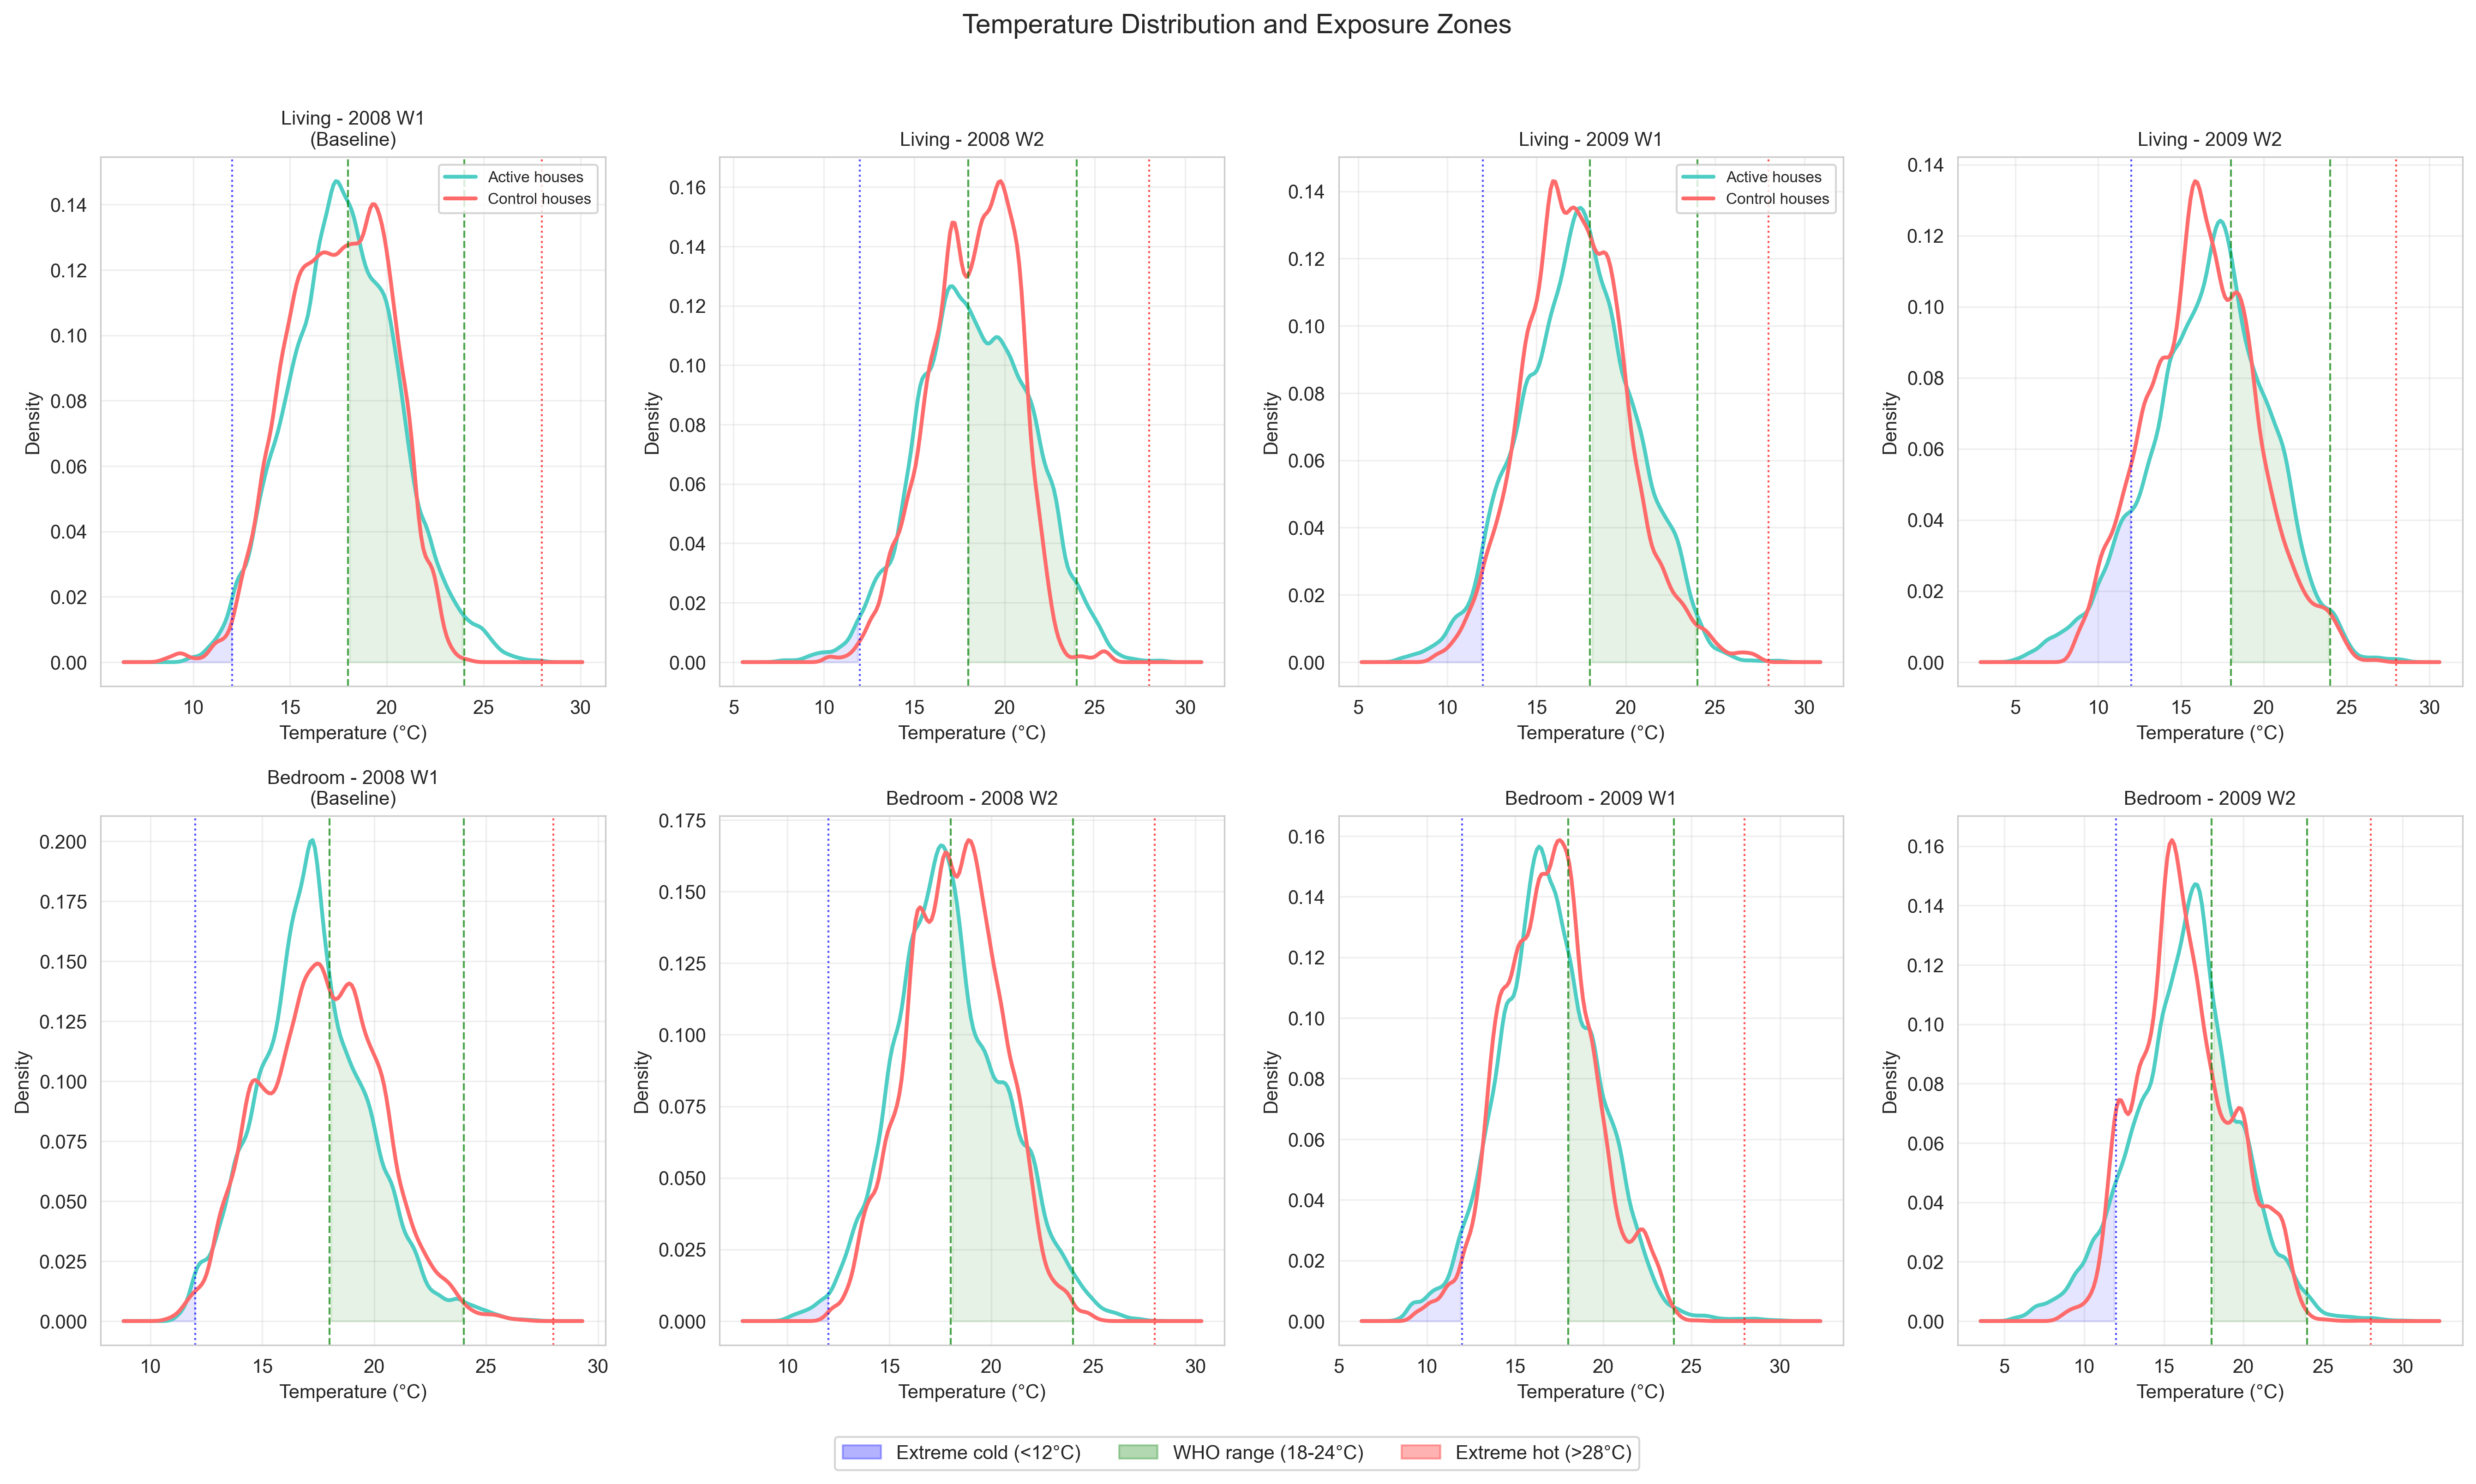 Temperature Distribution and Exposure Zones
Living - 2008 W1
(Baseline)
Active houses
Control houses
0.14
0.12
0.10
0.08
0.06
0.04
0.02
0.00
Density
10 15 20 25 30
Temperature (°C)
Living - 2008 W2
0.16
0.14
0.12
0.10
0.08
0.06
0.04
0.02
0.00
Density
5 10 15 20 25 30
Temperature (°C)
Living - 2009 W1
Active houses
Control houses
0.14
0.12
0.10
0.08
0.06
0.04
0.02
0.00
Density
5 10 15 20 25 30
Temperature (°C)
Living - 2009 W2
0.14
0.12
0.10
0.08
0.06
0.04
0.02
0.00
Density
5 10 15 20 25 30
Temperature (°C)
Bedroom - 2008 W1
(Baseline)
0.200
0.175
0.150
0.125
0.100
0.075
0.050
0.025
0.000
Density
10 15 20 25 30
Temperature (°C)
Bedroom - 2008 W2
0.175
0.150
0.125
0.100
0.075
0.050
0.025
0.000
Density
10 15 20 25 30
Temperature (°C)
Bedroom - 2009 W1
0.16
0.14
0.12
0.10
0.08
0.06
0.04
0.02
0.00
Density
5 10 15 20 25 30
Temperature (°C)
Bedroom - 2009 W2
0.16
0.14
0.12
0.10
0.08
0.06
0.04
0.02
0.00
Density
5 10 15 20 25 30
Temperature (°C)
Extreme cold (<12°C) WHO range (18-24°C) Extreme hot (>28°C)